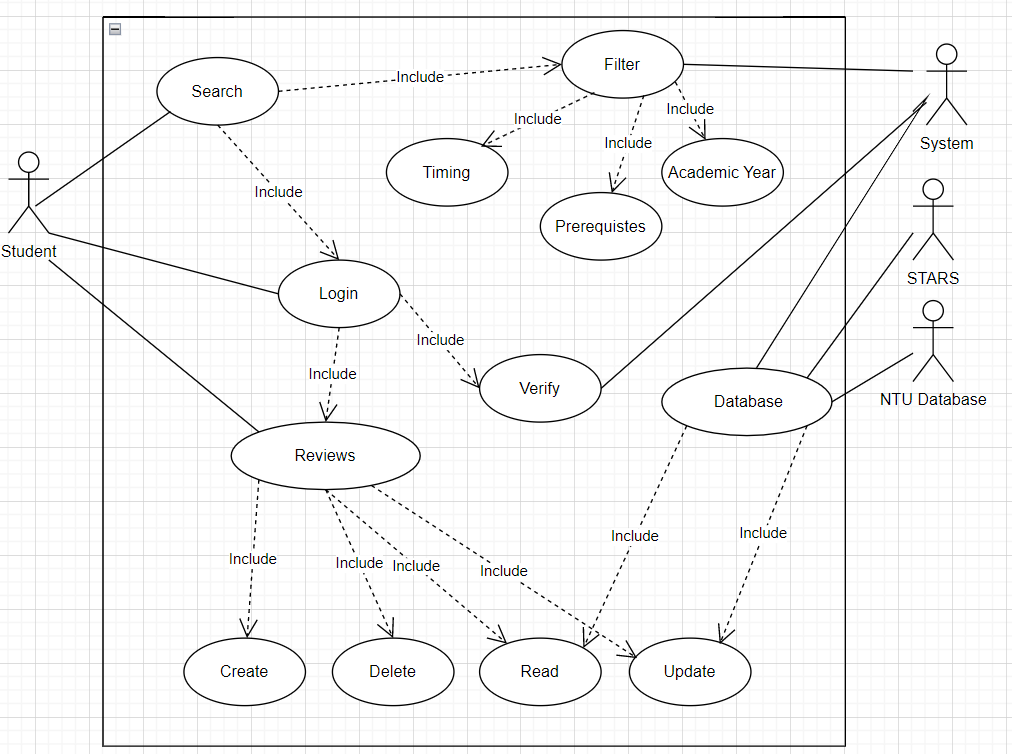 Filter
Include
Search
Include
Include
System
Include
Timing
Academic Year
Include
Prerequistes
Student
STARS
Login
Include
Include
Verify
Database
NTU Database
Reviews
Include
Include
Include
Include
Include
Include
Create
Delete
Read
Update